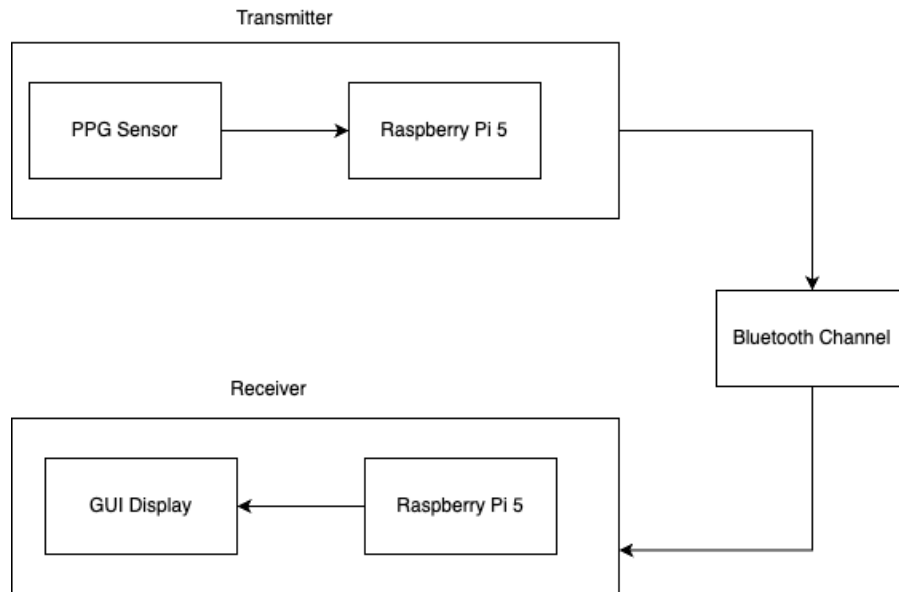 Transmitter
PPG Sensor
Raspberry Pi 5
Bluetooth Channel
Receiver
GUI Display
Raspberry Pi 5